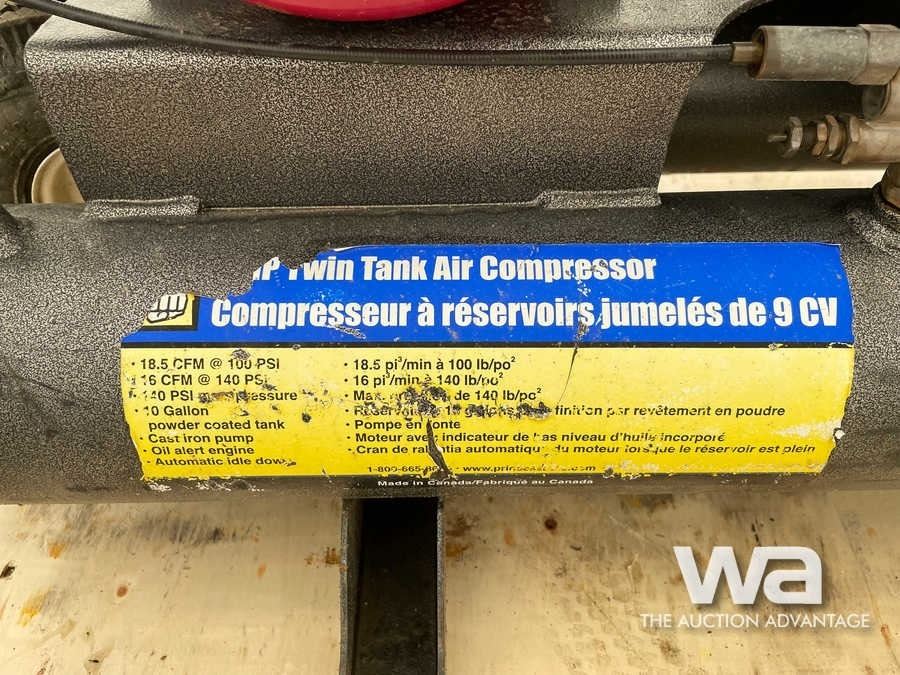 Twin Tank Air Compressor
Compresseur à réservoirs jumelés de 9 CV
· 18.5 CFM @ 100 PSI
· 16 CFM @ 140 PSI
140 PSI pressure
· 10 Gallon
powder coated tank
· Cast iron pump
· Oil alert engine
· Automatic idle down
· 18.5 pi³/min à 100 lb/po²
· 16 pi³/min à 140 lb/po²
· de 140 lb/po²
· finition par revêtement en poudre
· Pompe en fonte
· Moteur avec indicateur de bas niveau d'huile incorporé
· Cran de ralentia automatique du moteur lorsque le réservoir est plein
Made in Canada/Fabriqué au Canada
wa
THE AUCTION ADVANTAGE